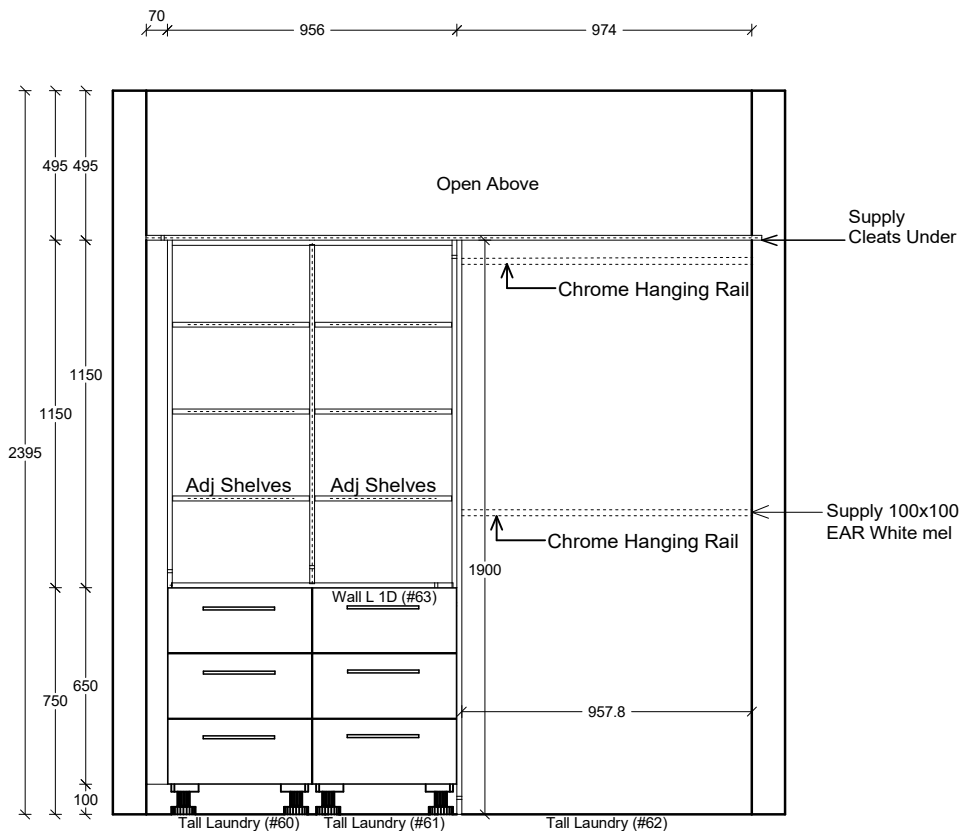 70
956
974
495
495
Open Above
Supply
Cleats Under
Chrome Hanging Rail
1150
1150
2395
Adj Shelves
Adj Shelves
Supply 100x100
EAR White mel
Chrome Hanging Rail
1900
Wall L 1D (#63)
750
650
957.8
100
Tall Laundry (#60)
Tall Laundry (#61)
Tall Laundry (#62)